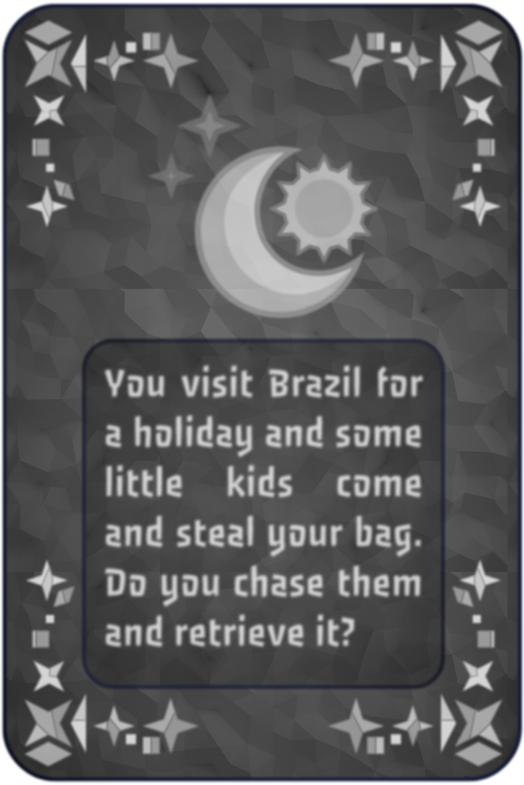 You visit Brazil for
a holiday and some
little kids come
and steal your bag.
Do you chase them
and retrieve it?